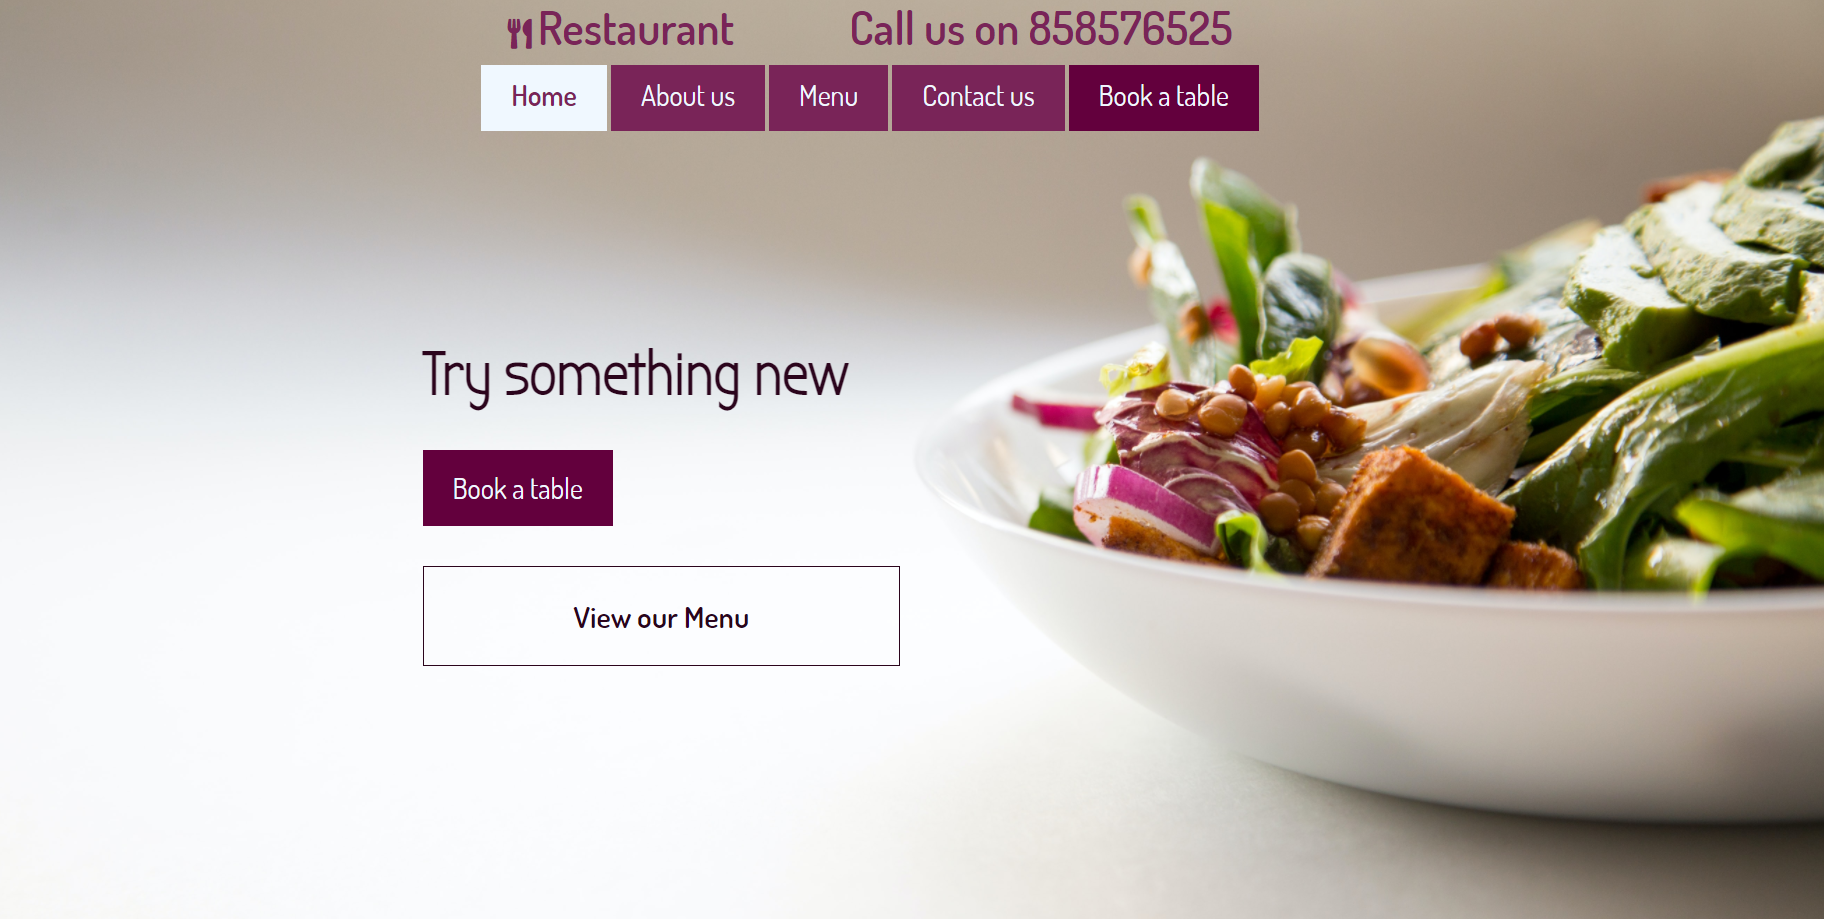 Restaurant
Call us on 858576525
Home
About us
Menu
Contact us
Book a table
Try something new
Book a table
View our Menu